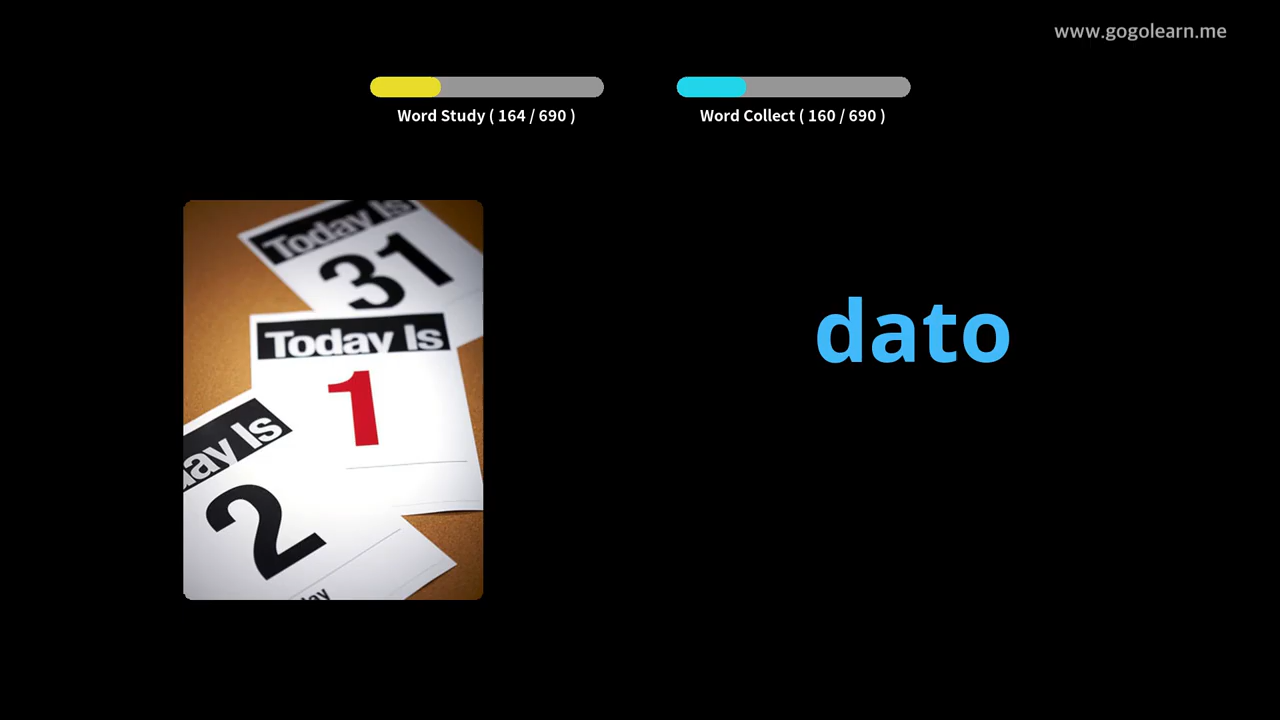 www.gogolearn.me
Word Study ( 164 / 690 )
Word Collect ( 160 / 690 )
Today Is
31
Today Is
1
day Is
2
dato